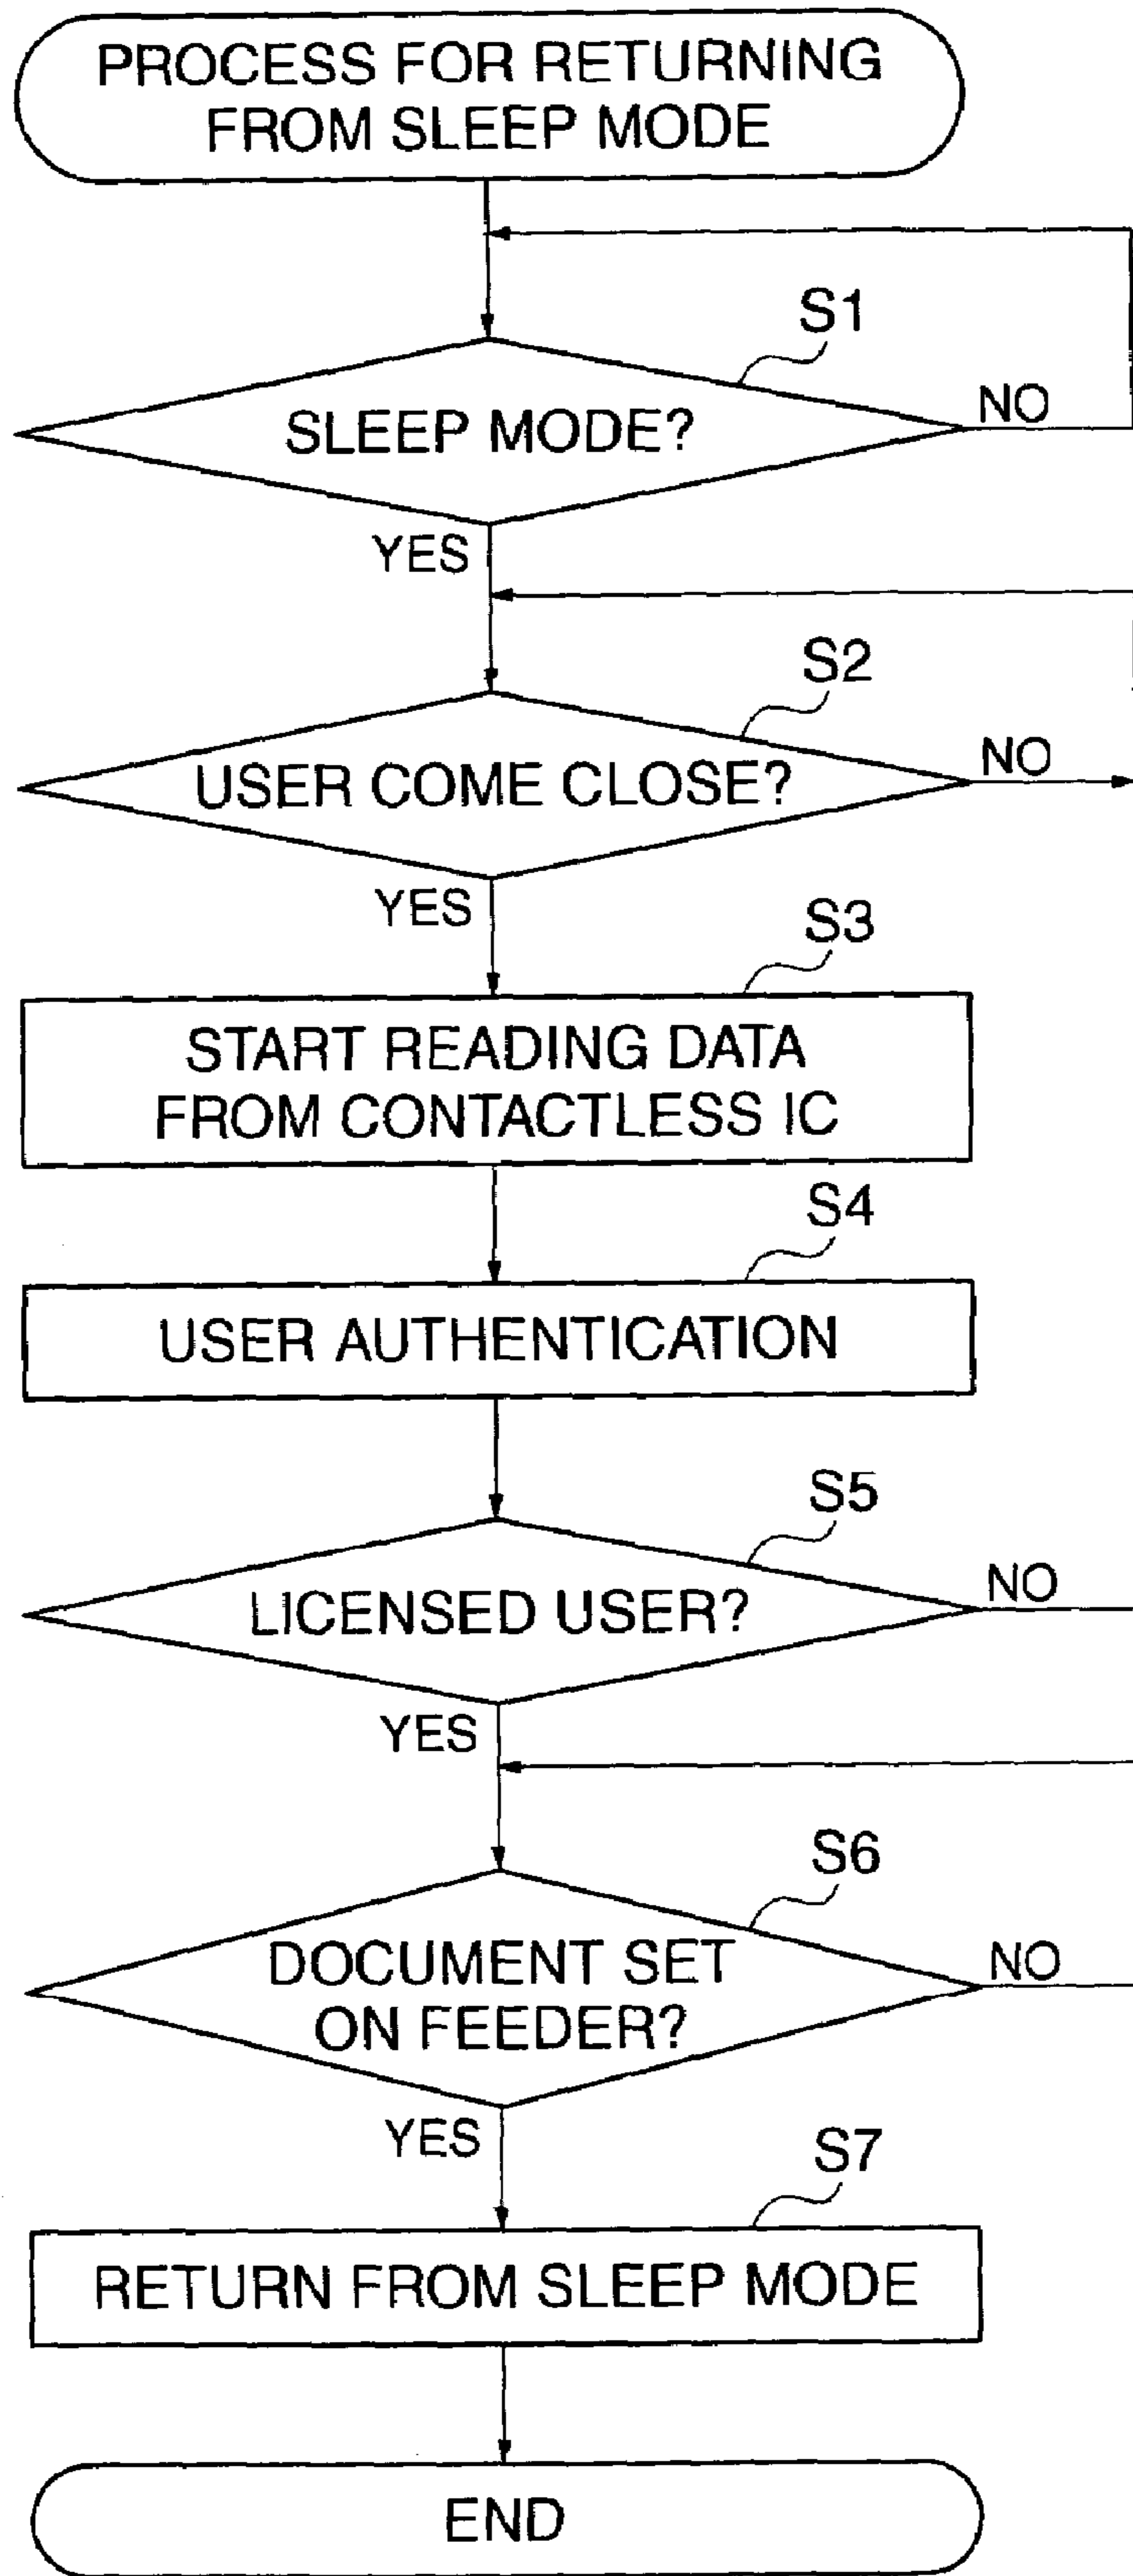 PROCESS FOR RETURNING
FROM SLEEP MODE
S1
SLEEP MODE?
NO
YES
S2
USER COME CLOSE?
NO
YES
S3
START READING DATA
FROM CONTACTLESS IC
S4
USER AUTHENTICATION
S5
LICENSED USER?
NO
YES
S6
DOCUMENT SET
ON FEEDER?
NO
YES
S7
RETURN FROM SLEEP MODE
END